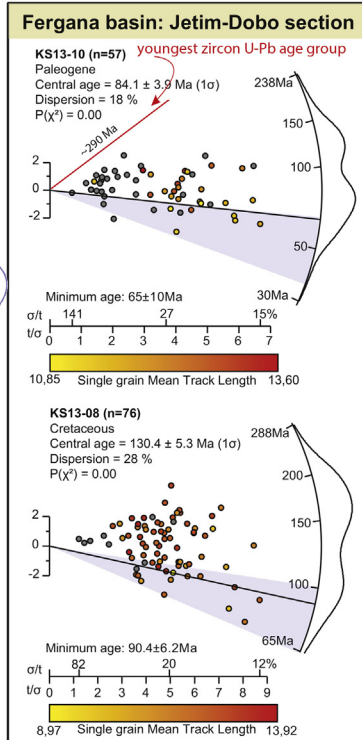 Fergana basin: Jetim-Dobo section
KS13-10 (n=57)
youngest zircon U-Pb age group
Paleogene
Central age = 84.1 ± 3.9 Ma (1σ)
Dispersion = 18 %
P(χ²) = 0.00
238Ma
~290 Ma
150
100
50
30Ma
2
0
-2
Minimum age: 65±10Ma
σ/t 141 27 15%
t/σ
0 1 2 3 4 5 6 7
10,85 Single grain Mean Track Length 13,60
KS13-08 (n=76)
Cretaceous
Central age = 130.4 ± 5.3 Ma (1σ)
Dispersion = 28 %
P(χ²) = 0.00
288Ma
200
150
100
65Ma
2
0
-2
Minimum age: 90.4±6.2Ma
σ/t 82 20 12%
t/σ
0 1 2 3 4 5 6 7 8 9
8,97 Single grain Mean Track Length 13,92